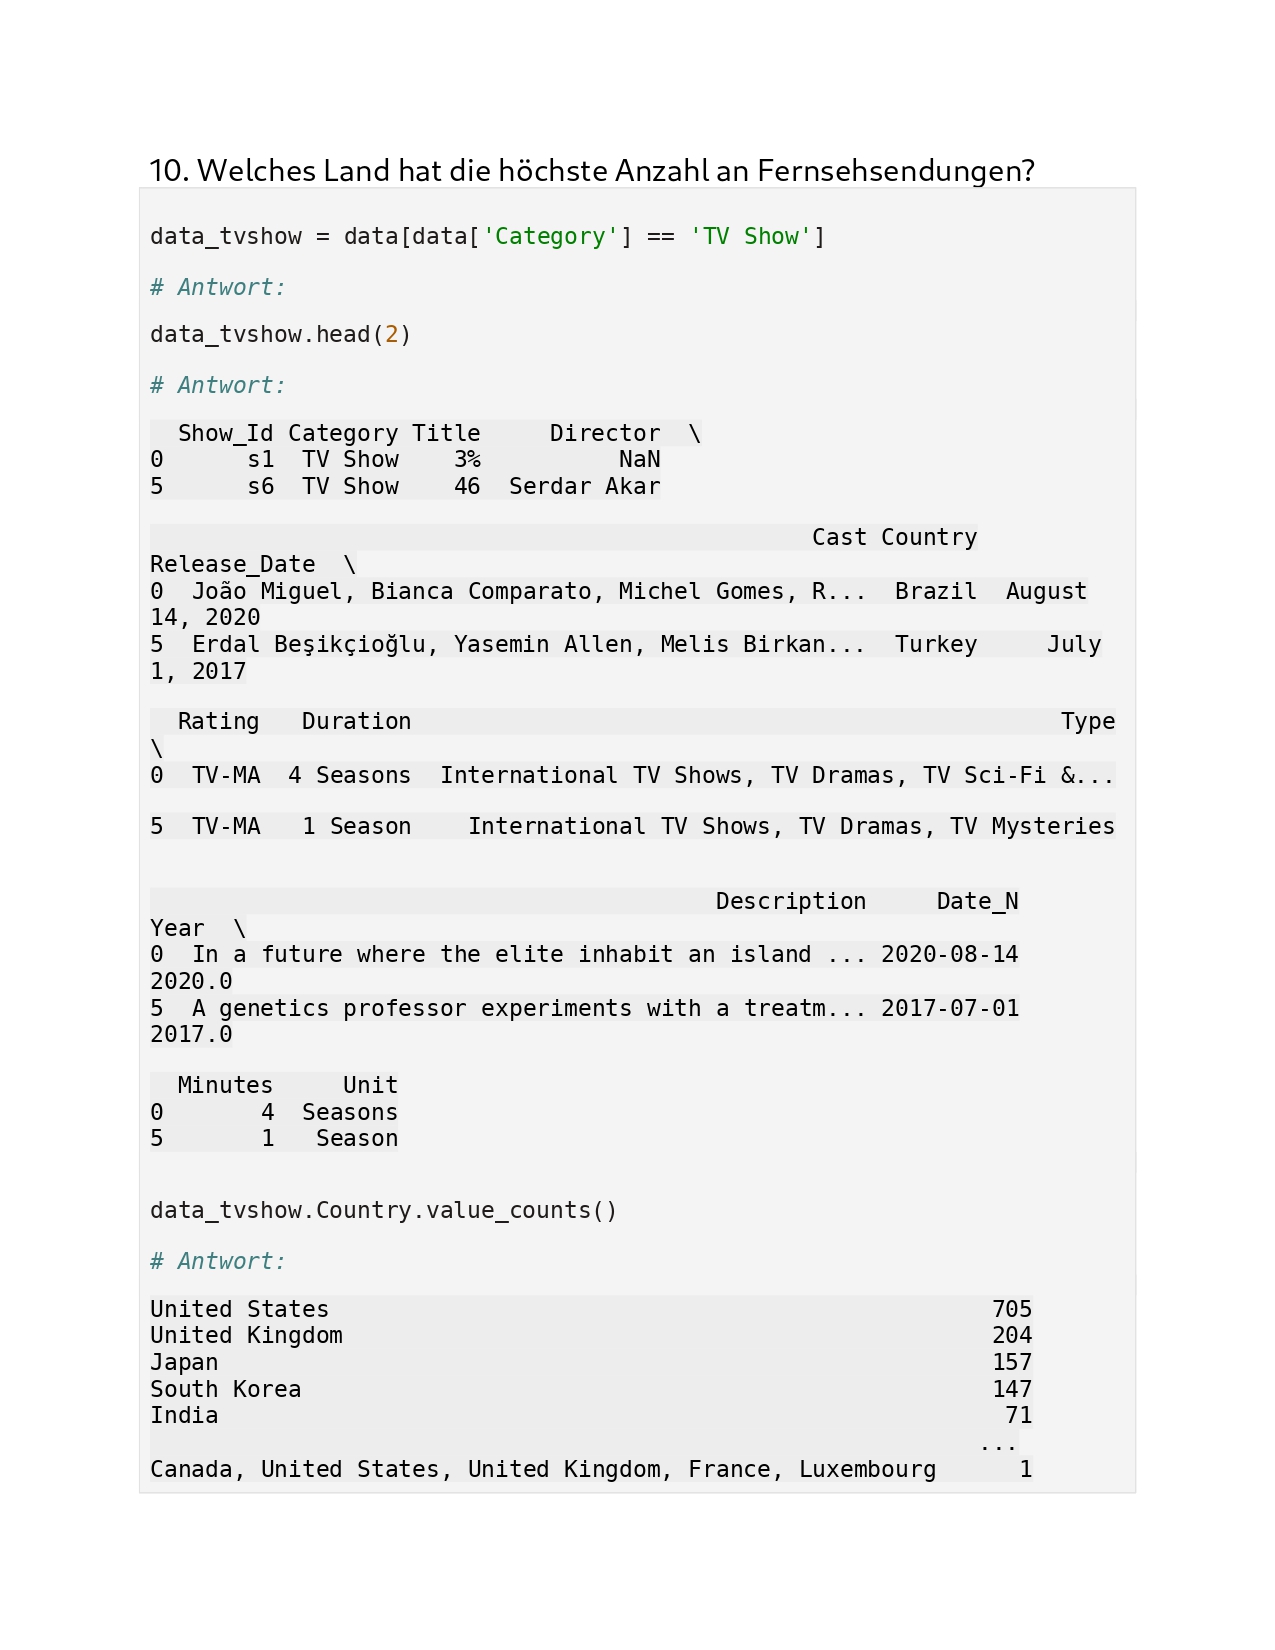 10. Welches Land hat die höchste Anzahl an Fernsehsendungen?
data_tvshow = data[data['Category'] == 'TV Show']
# Antwort:
data_tvshow.head(2)
# Antwort:
  Show_Id Category Title     Director  \
0      s1  TV Show    3%          NaN
5      s6  TV Show    46  Serdar Akar
                                                Cast Country
Release_Date  \
0  João Miguel, Bianca Comparato, Michel Gomes, R...  Brazil  August
14, 2020
5  Erdal Beşikçioğlu, Yasemin Allen, Melis Birkan...  Turkey     July
1, 2017
  Rating   Duration                                               Type
\
0  TV-MA  4 Seasons  International TV Shows, TV Dramas, TV Sci-Fi &...
5  TV-MA   1 Season    International TV Shows, TV Dramas, TV Mysteries
                                         Description     Date_N
Year  \
0  In a future where the elite inhabit an island ... 2020-08-14
2020.0
5  A genetics professor experiments with a treatm... 2017-07-01
2017.0
  Minutes     Unit
0       4  Seasons
5       1   Season
data_tvshow.Country.value_counts()
# Antwort:
United States                                                705
United Kingdom                                               204
Japan                                                        157
South Korea                                                  147
India                                                         71
                                                            ...
Canada, United States, United Kingdom, France, Luxembourg      1